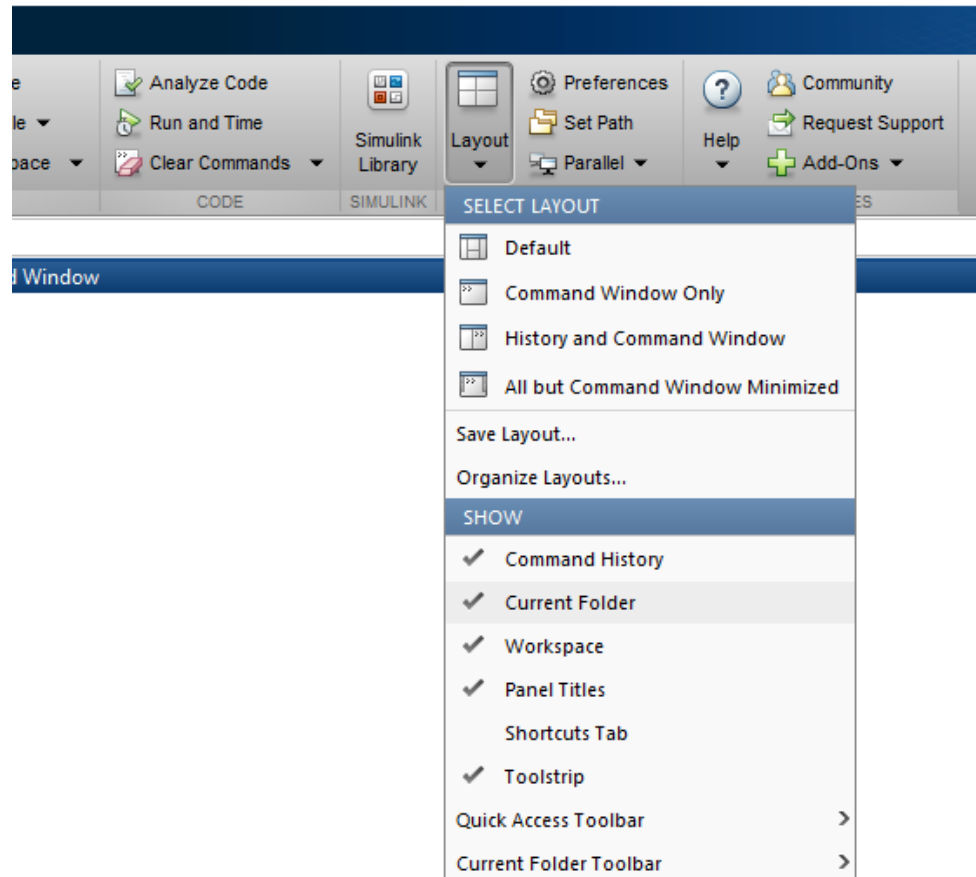 Analyze Code
Run and Time
Clear Commands
CODE
Simulink
Library
SIMULINK
Layout
Preferences
Set Path
Parallel
Help
Community
Request Support
Add-Ons
SELECT LAYOUT
Default
Command Window Only
History and Command Window
All but Command Window Minimized
Save Layout...
Organize Layouts...
SHOW
Command History
Current Folder
Workspace
Panel Titles
Shortcuts Tab
Toolstrip
Quick Access Toolbar
Current Folder Toolbar
Window